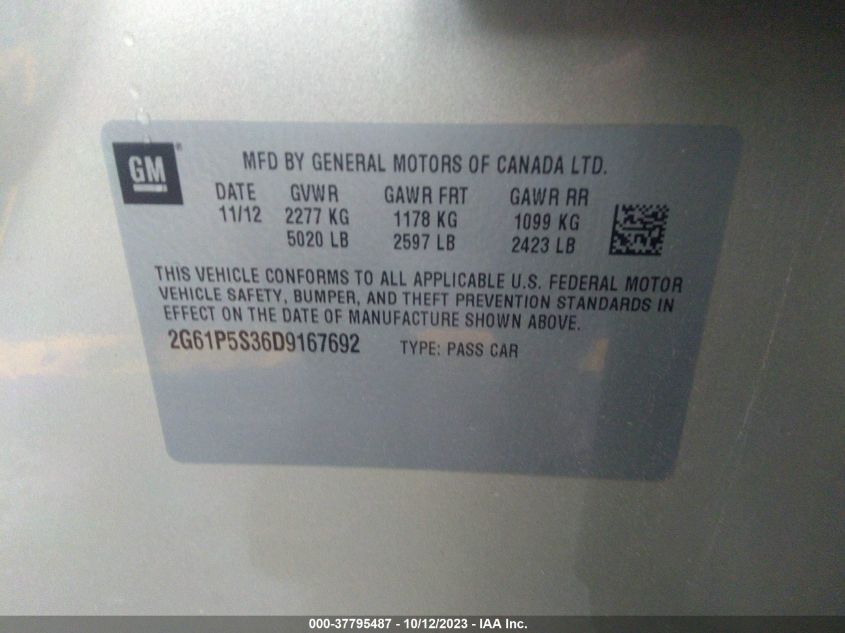 GM ®
MFD BY GENERAL MOTORS OF CANADA LTD.
DATE GVWR GAWR FRT GAWR RR
11/12 2277 KG 1178 KG 1099 KG
5020 LB 2597 LB 2423 LB
THIS VEHICLE CONFORMS TO ALL APPLICABLE U.S. FEDERAL MOTOR
VEHICLE SAFETY, BUMPER, AND THEFT PREVENTION STANDARDS IN
EFFECT ON THE DATE OF MANUFACTURE SHOWN ABOVE.
2G61P5S36D9167692 TYPE: PASS CAR
000-37795487 - 10/12/2023 - IAA Inc.